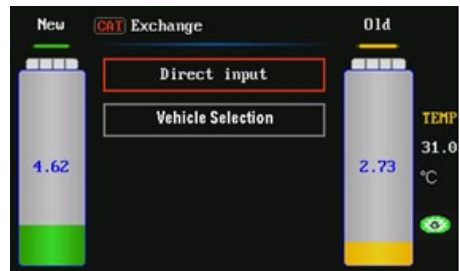 New
CAT Exchange
Old
Direct input
Vehicle Selection
TEMP
31.0
°C
4.62
2.73